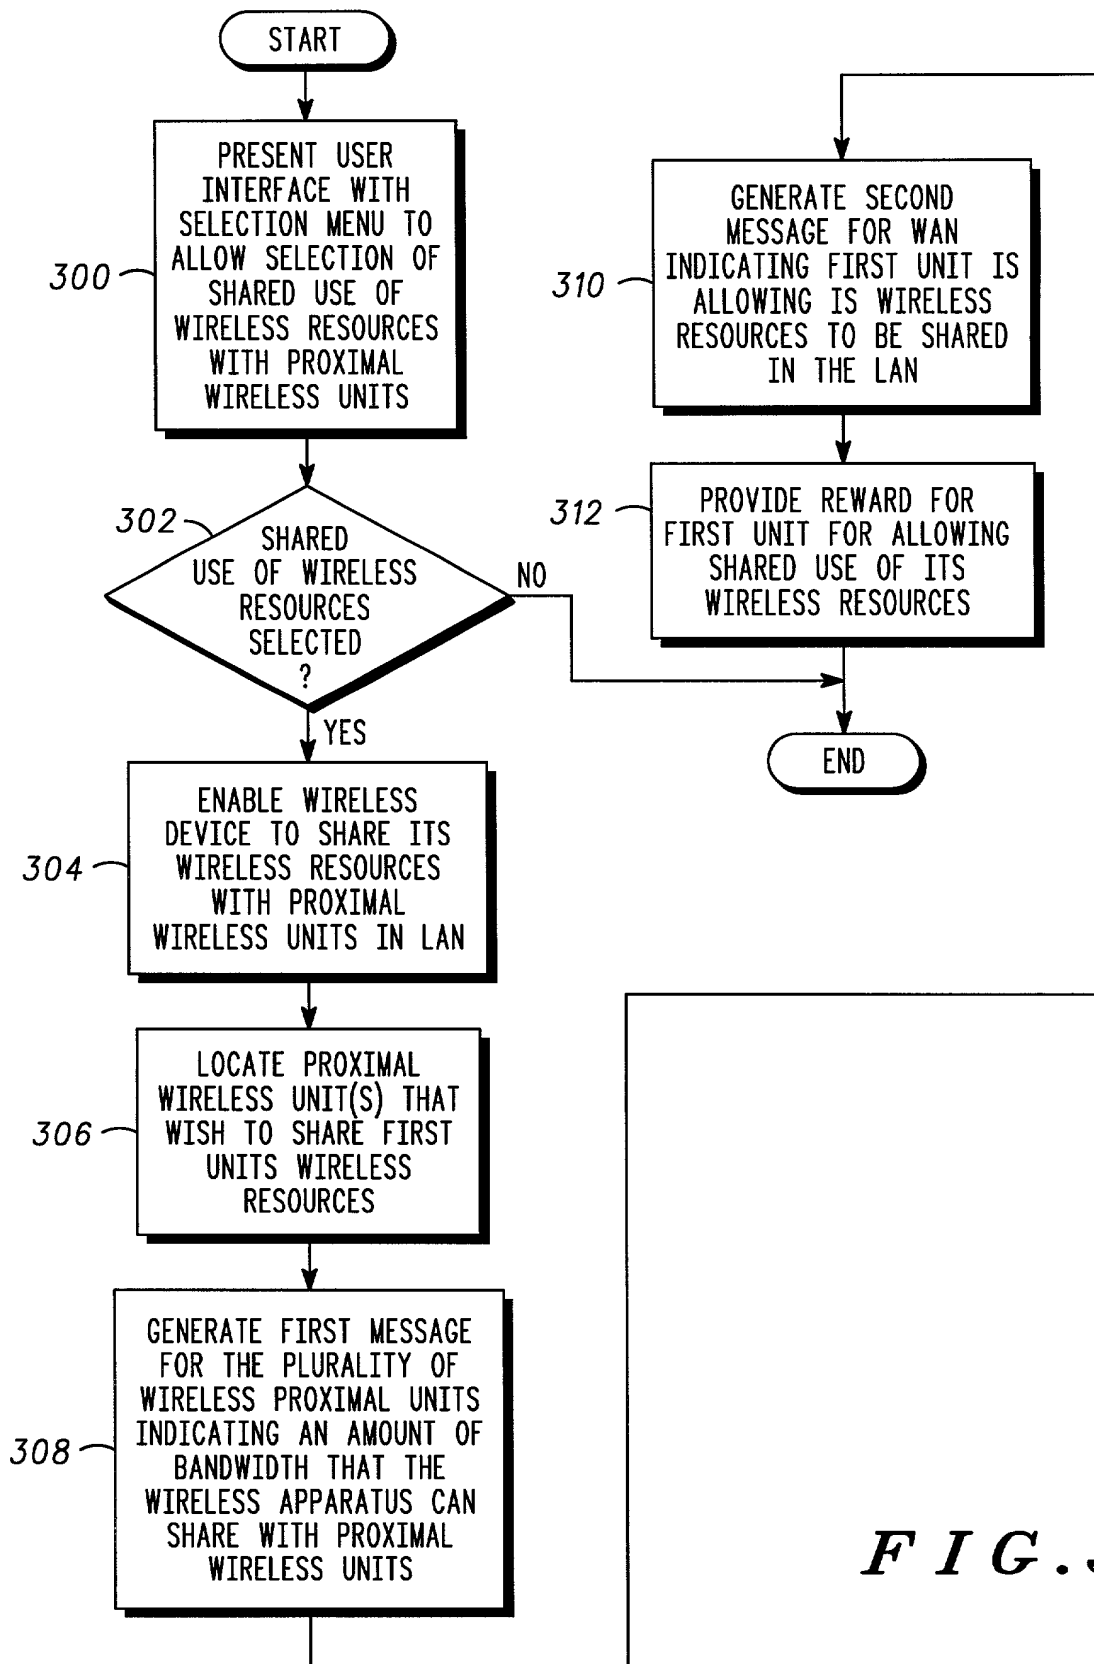 START
PRESENT USER
INTERFACE WITH
SELECTION MENU TO
ALLOW SELECTION OF
SHARED USE OF
WIRELESS RESOURCES
WITH PROXIMAL
WIRELESS UNITS
300
302
SHARED
USE OF WIRELESS
RESOURCES
SELECTED
?
NO
YES
ENABLE WIRELESS
DEVICE TO SHARE ITS
WIRELESS RESOURCES
WITH PROXIMAL
WIRELESS UNITS IN LAN
304
LOCATE PROXIMAL
WIRELESS UNIT(S) THAT
WISH TO SHARE FIRST
UNITS WIRELESS
RESOURCES
306
GENERATE FIRST MESSAGE
FOR THE PLURALITY OF
WIRELESS PROXIMAL UNITS
INDICATING AN AMOUNT OF
BANDWIDTH THAT THE
WIRELESS APPARATUS CAN
SHARE WITH PROXIMAL
WIRELESS UNITS
308
GENERATE SECOND
MESSAGE FOR WAN
INDICATING FIRST UNIT IS
ALLOWING IS WIRELESS
RESOURCES TO BE SHARED
IN THE LAN
310
PROVIDE REWARD FOR
FIRST UNIT FOR ALLOWING
SHARED USE OF ITS
WIRELESS RESOURCES
312
END
FIG.